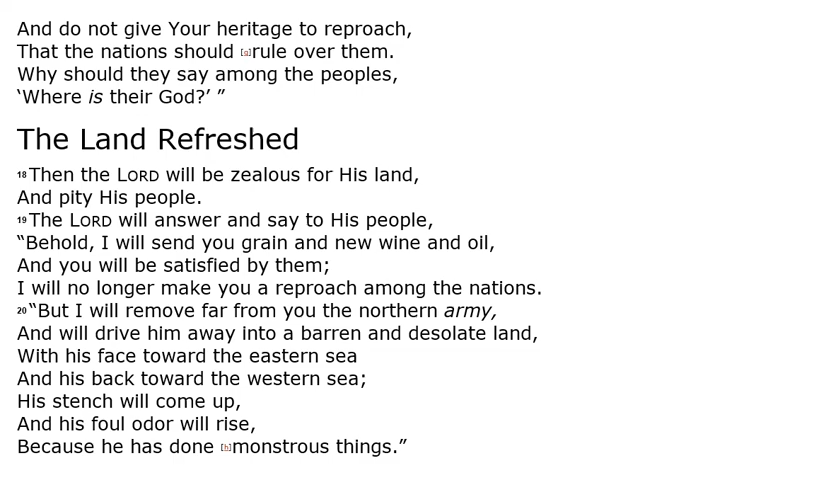 And do not give Your heritage to reproach,
That the nations should [g]rule over them.
Why should they say among the peoples,
‘Where is their God?’ ”
The Land Refreshed
18 Then the LORD will be zealous for His land,
And pity His people.
19 The LORD will answer and say to His people,
“Behold, I will send you grain and new wine and oil,
And you will be satisfied by them;
I will no longer make you a reproach among the nations.
20 “But I will remove far from you the northern army,
And will drive him away into a barren and desolate land,
With his face toward the eastern sea
And his back toward the western sea;
His stench will come up,
And his foul odor will rise,
Because he has done [h]monstrous things.”